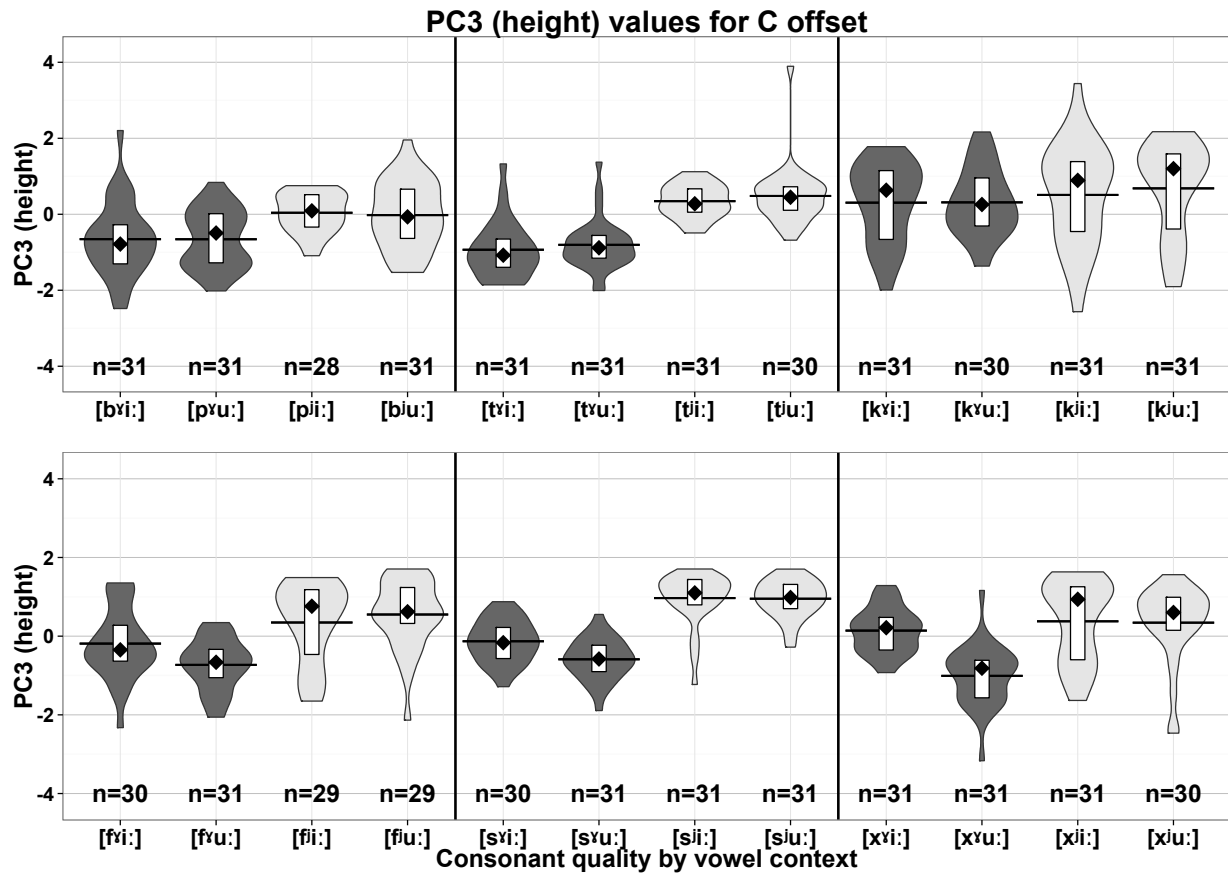 PC3 (height) values for C offset
PC3 (height)
4
2
0
-2
-4
n=31 n=31 n=28 n=31 n=31 n=31 n=31 n=30 n=31 n=30 n=31 n=31
[bˠiː] [pˠuː] [pʲiː] [bʲuː] [tˠiː] [tˠuː] [tʲiː] [tʲuː] [kˠiː] [kˠuː] [kʲiː] [kʲuː]
PC3 (height)
4
2
0
-2
-4
n=30 n=31 n=29 n=29 n=30 n=31 n=31 n=31 n=31 n=31 n=31 n=30
[fˠiː] [fˠuː] [fʲiː] [fʲuː] [sˠiː] [sˠuː] [sʲiː] [sʲuː] [xˠiː] [xˠuː] [xʲiː] [xʲuː]
Consonant quality by vowel context